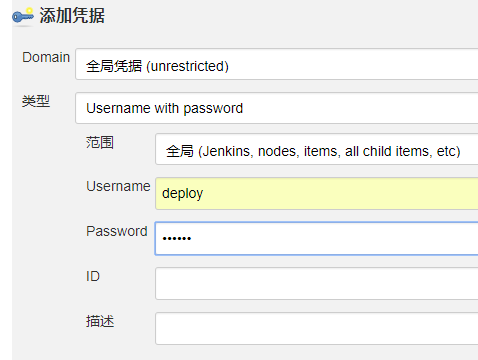 添加凭据
Domain 全局凭据 (unrestricted)
类型 Username with password
范围 全局 (Jenkins, nodes, items, all child items, etc)
Username deploy
Password ••••••
ID
描述